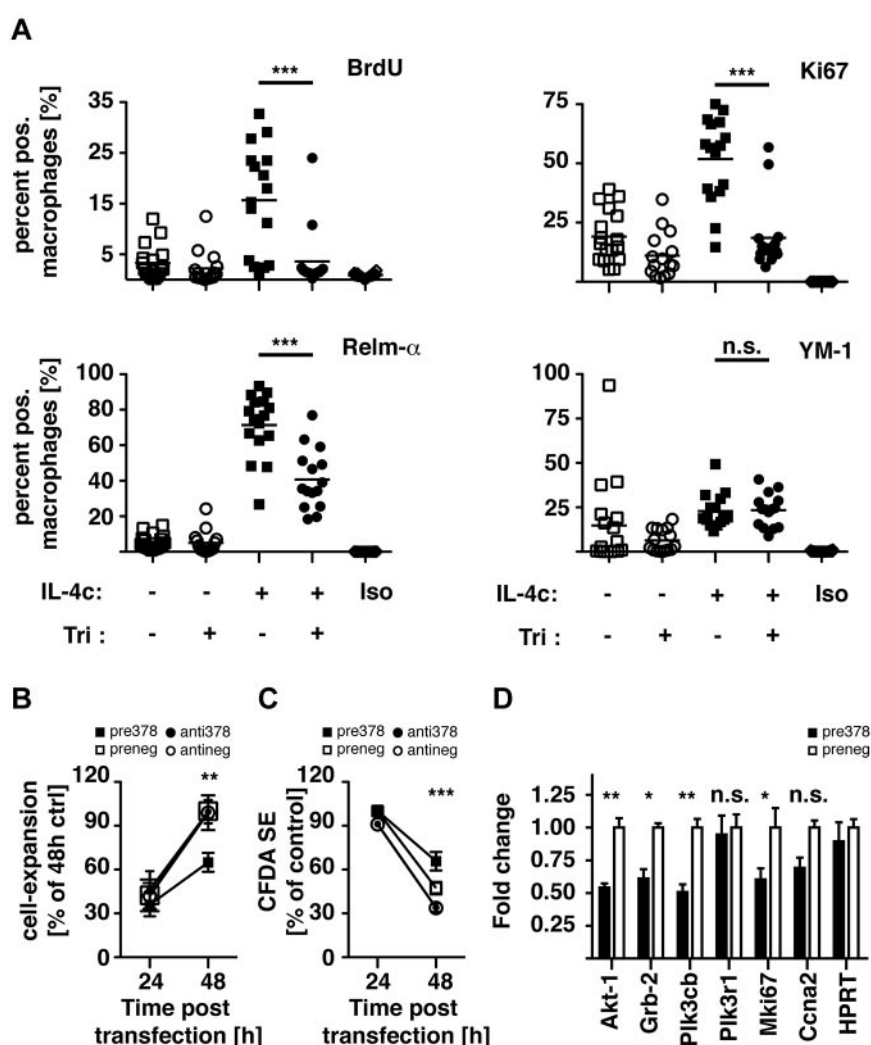 A
BrdU
Ki67
***
***
percent pos.
macrophages [%]
35
25
15
5
75
50
25
Relm-α
YM-1
***
n.s.
percent pos.
macrophages [%]
100
80
60
40
20
100
75
50
25
IL-4c: - - + + Iso
- - + + Iso
Tri : - + - +
- + - +
B
C
D
pre378 anti378
preneg antineg
pre378 anti378
preneg antineg
pre378
preneg
cell-expansion
[% of 48h ctrl]
120
90
60
30
0
**
24 48
Time post
transfection [h]
CFDA SE
[% of control]
120
90
60
30
0
***
24 48
Time post
transfection [h]
Fold change
1.25
1.00
0.75
0.50
0.25
** * ** n.s. * n.s.
Akt-1
Grb-2
Plk3cb
Plk3r1
Mki67
Ccna2
HPRT